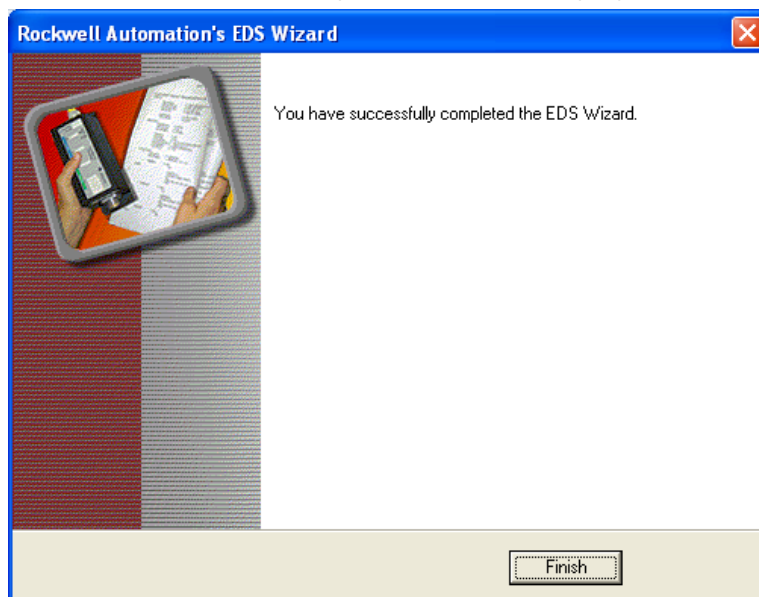 Rockwell Automation's EDS Wizard
You have successfully completed the EDS Wizard.
Finish